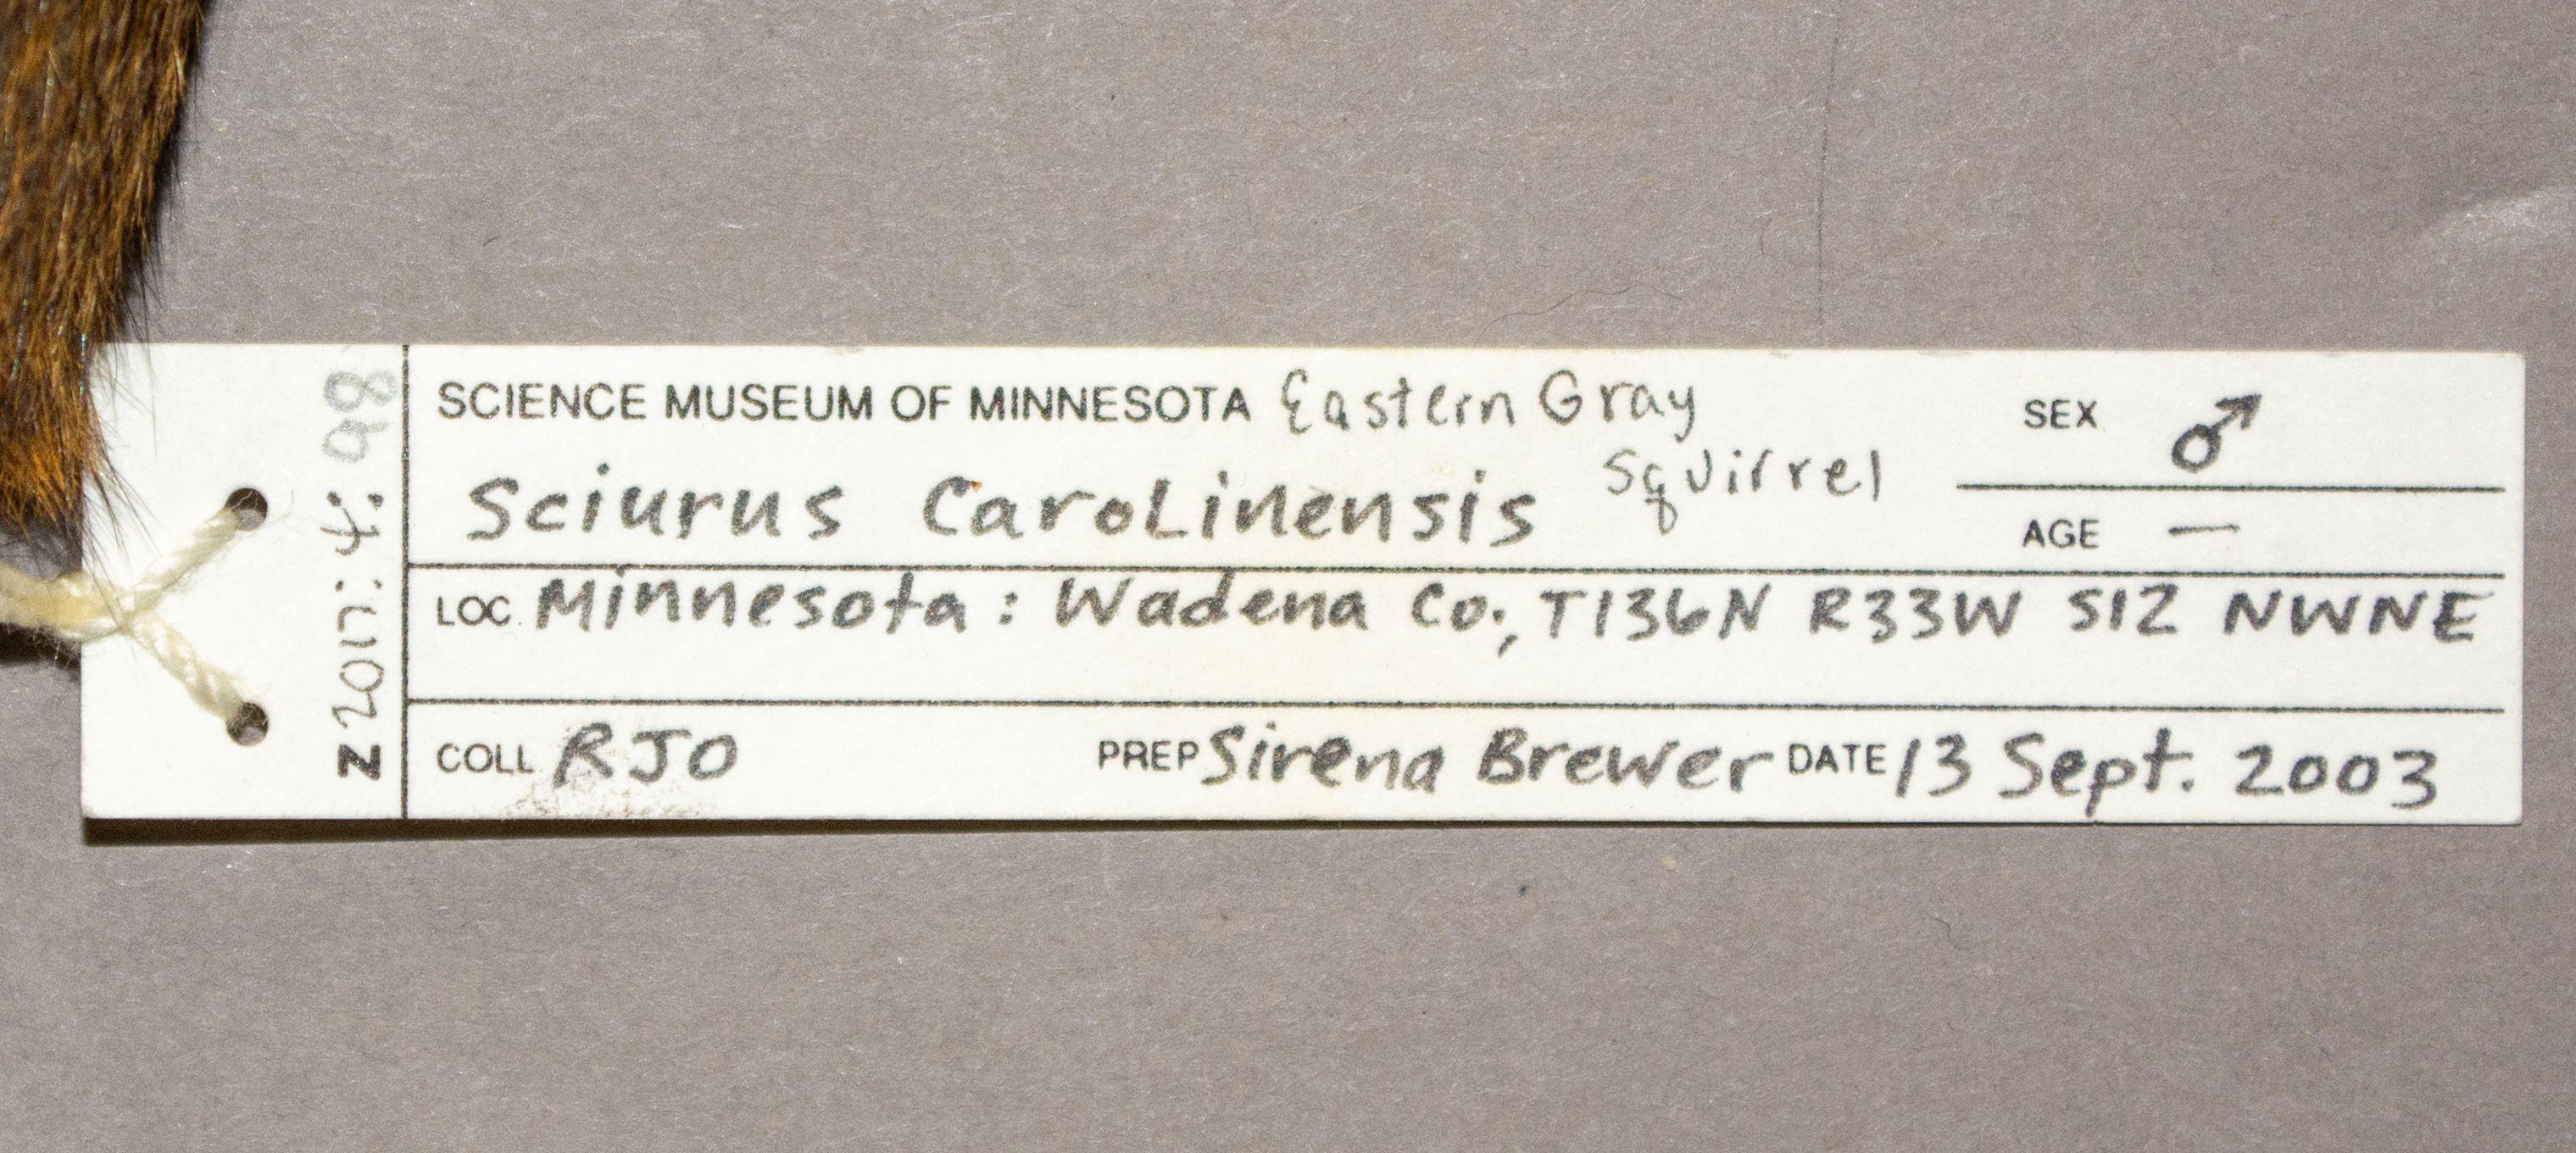 Z2017:4:98
SCIENCE MUSEUM OF MINNESOTA Eastern Gray
Squirrel
Sciurus Carolinensis
SEX ♂
AGE —
LOC. Minnesota: Wadena Co., T136N R33W S12 NWNE
COLL RJO PREP Sirena Brewer DATE 13 Sept. 2003